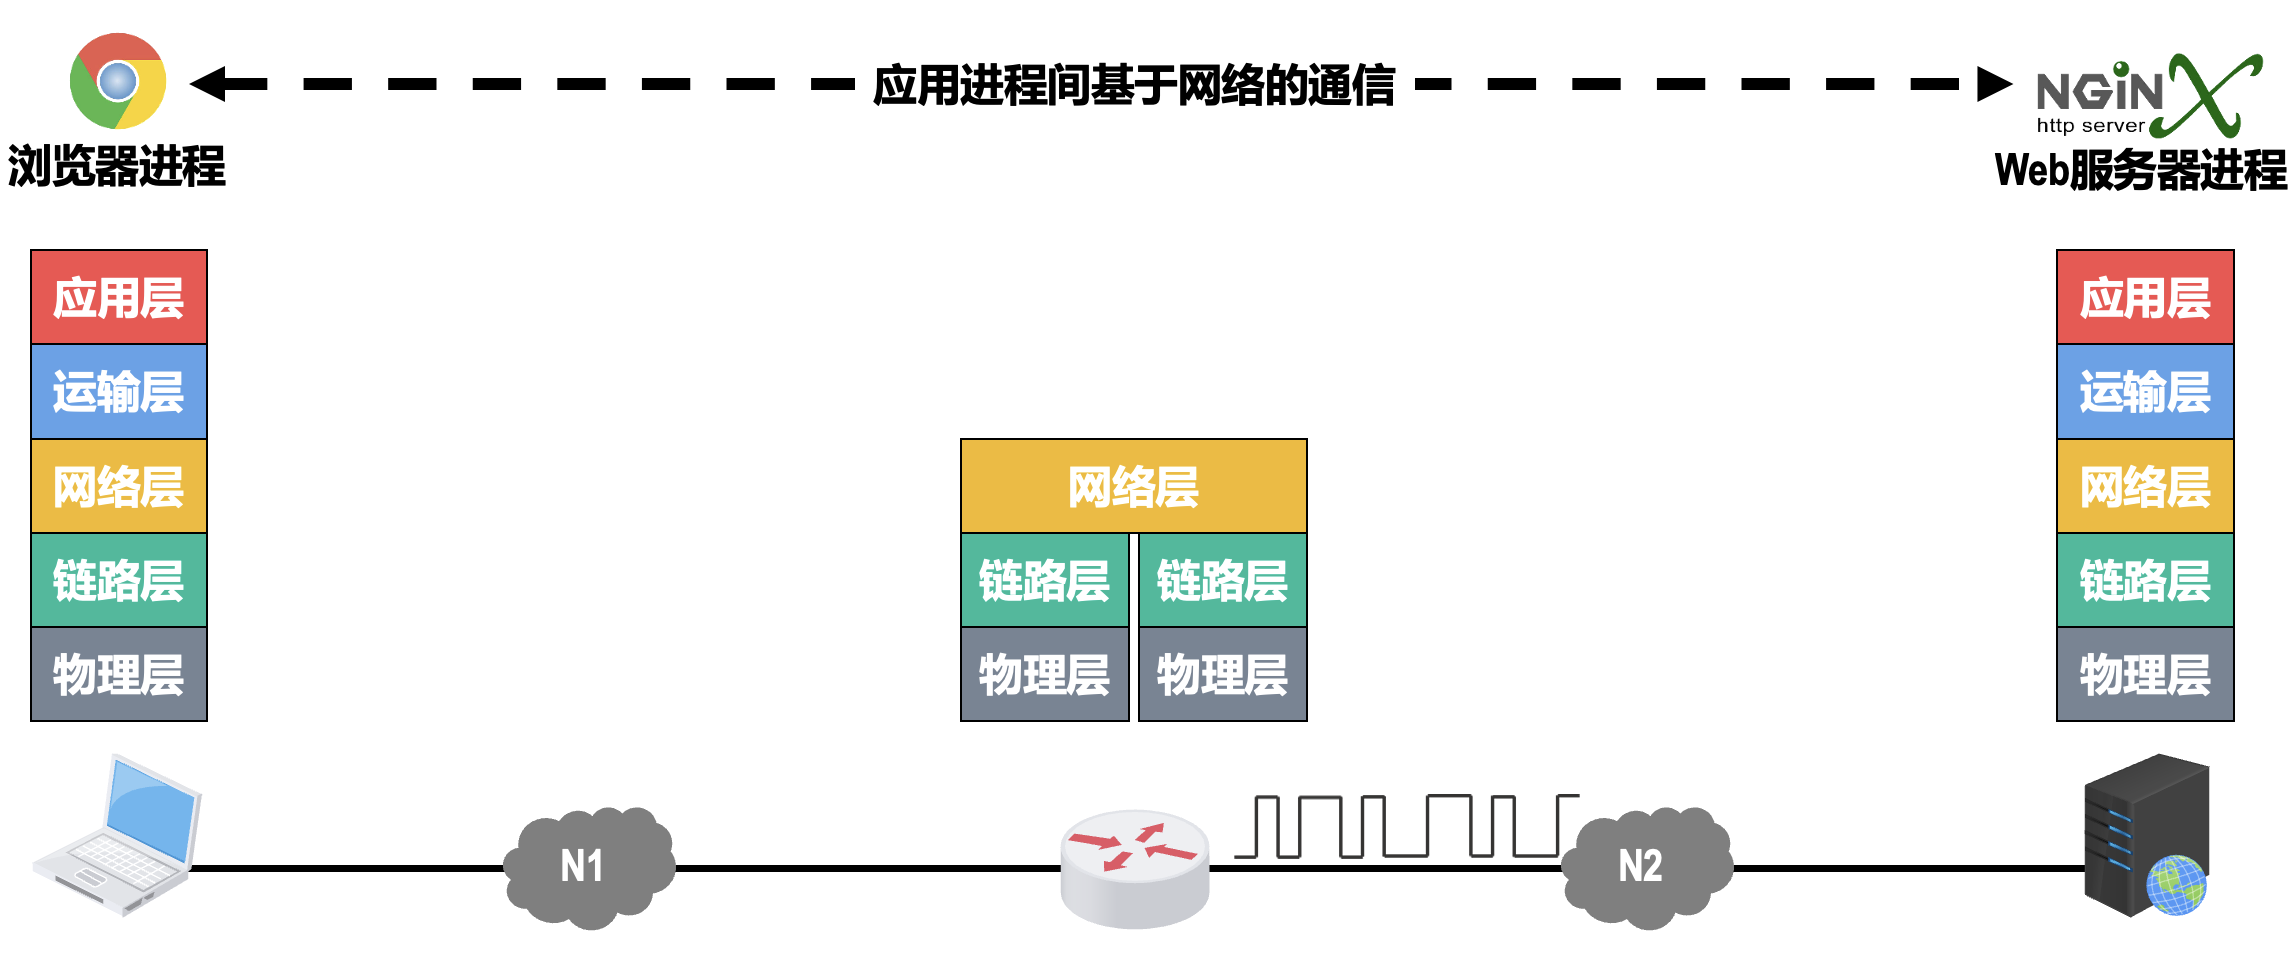 应用进程间基于网络的通信
NGiNX
http server
浏览器进程
Web服务器进程
应用层
运输层
网络层
链路层
物理层
网络层
链路层 链路层
物理层 物理层
应用层
运输层
网络层
链路层
物理层
N1
N2